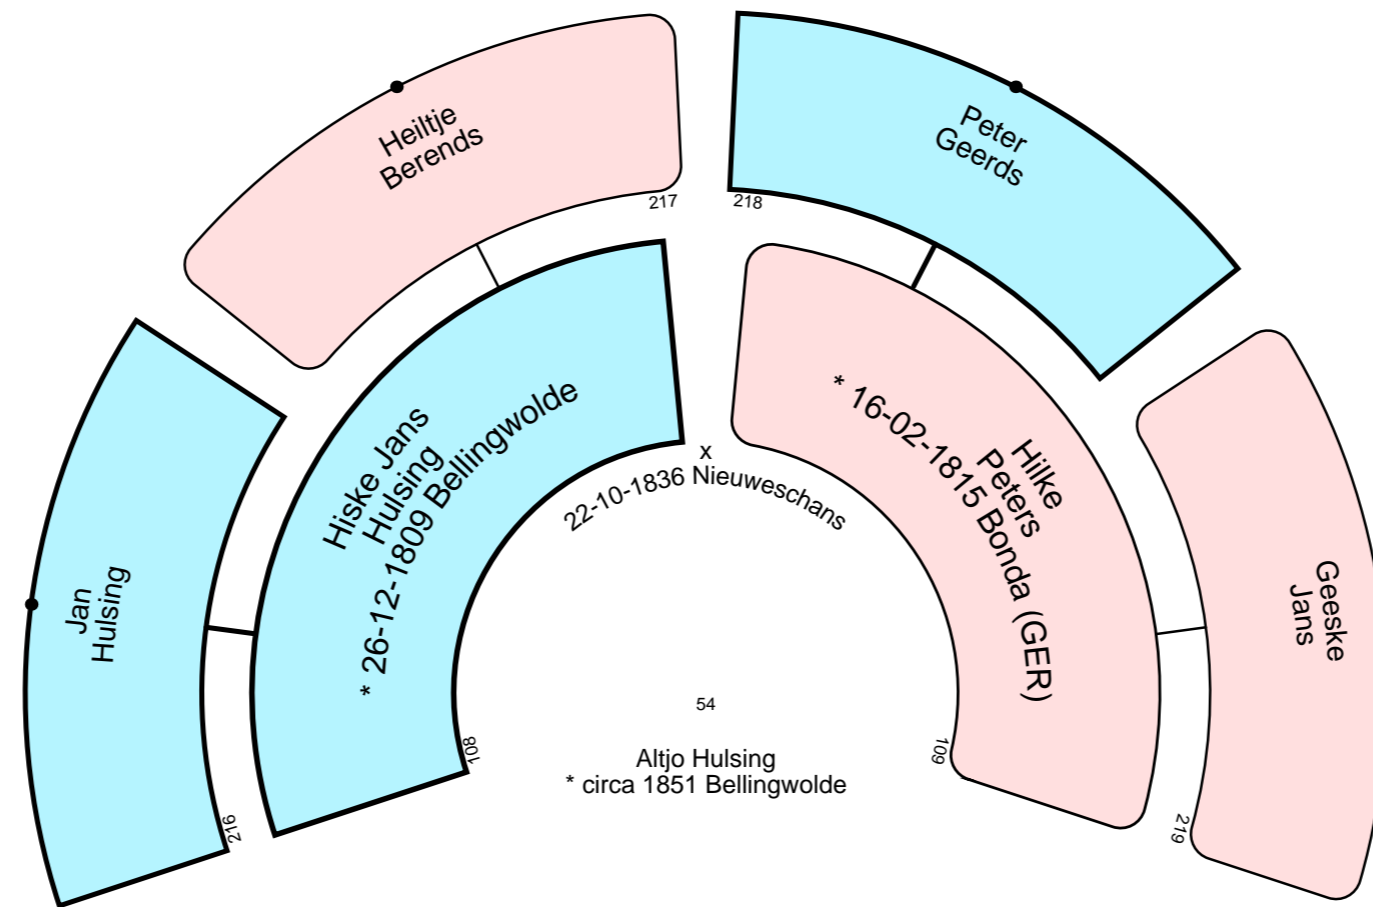 Heiltje
Berends
217
Peter
Geerds
218
Jan
Hulsing
216
Hiske Jans
Hulsing
* 26-12-1809 Bellingwolde
108
x
22-10-1836 Nieuweschans
Hilke
Peters
* 16-02-1815 Bonda (GER)
109
Geeske
Jans
219
54
Altjo Hulsing
* circa 1851 Bellingwolde